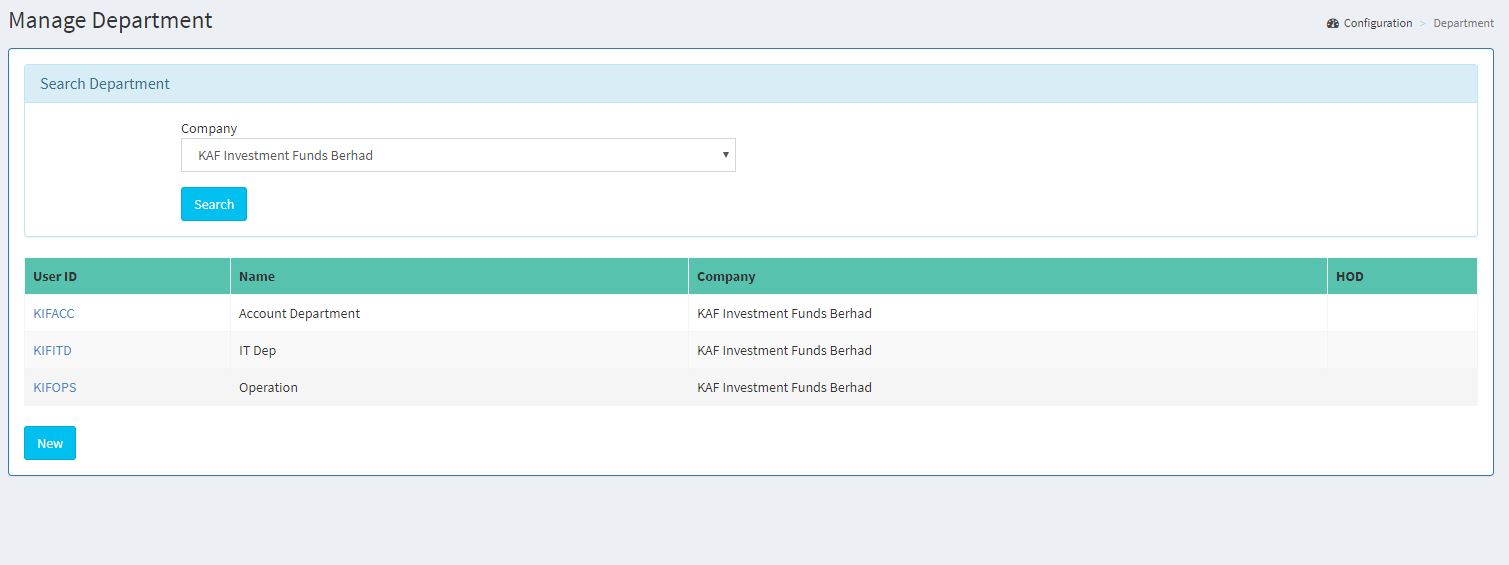 Manage Department
Configuration > Department
Search Department
Company
KAF Investment Funds Berhad
Search
User ID Name Company HOD
KIFACC Account Department KAF Investment Funds Berhad
KIFITD IT Dep KAF Investment Funds Berhad
KIFOPS Operation KAF Investment Funds Berhad
New